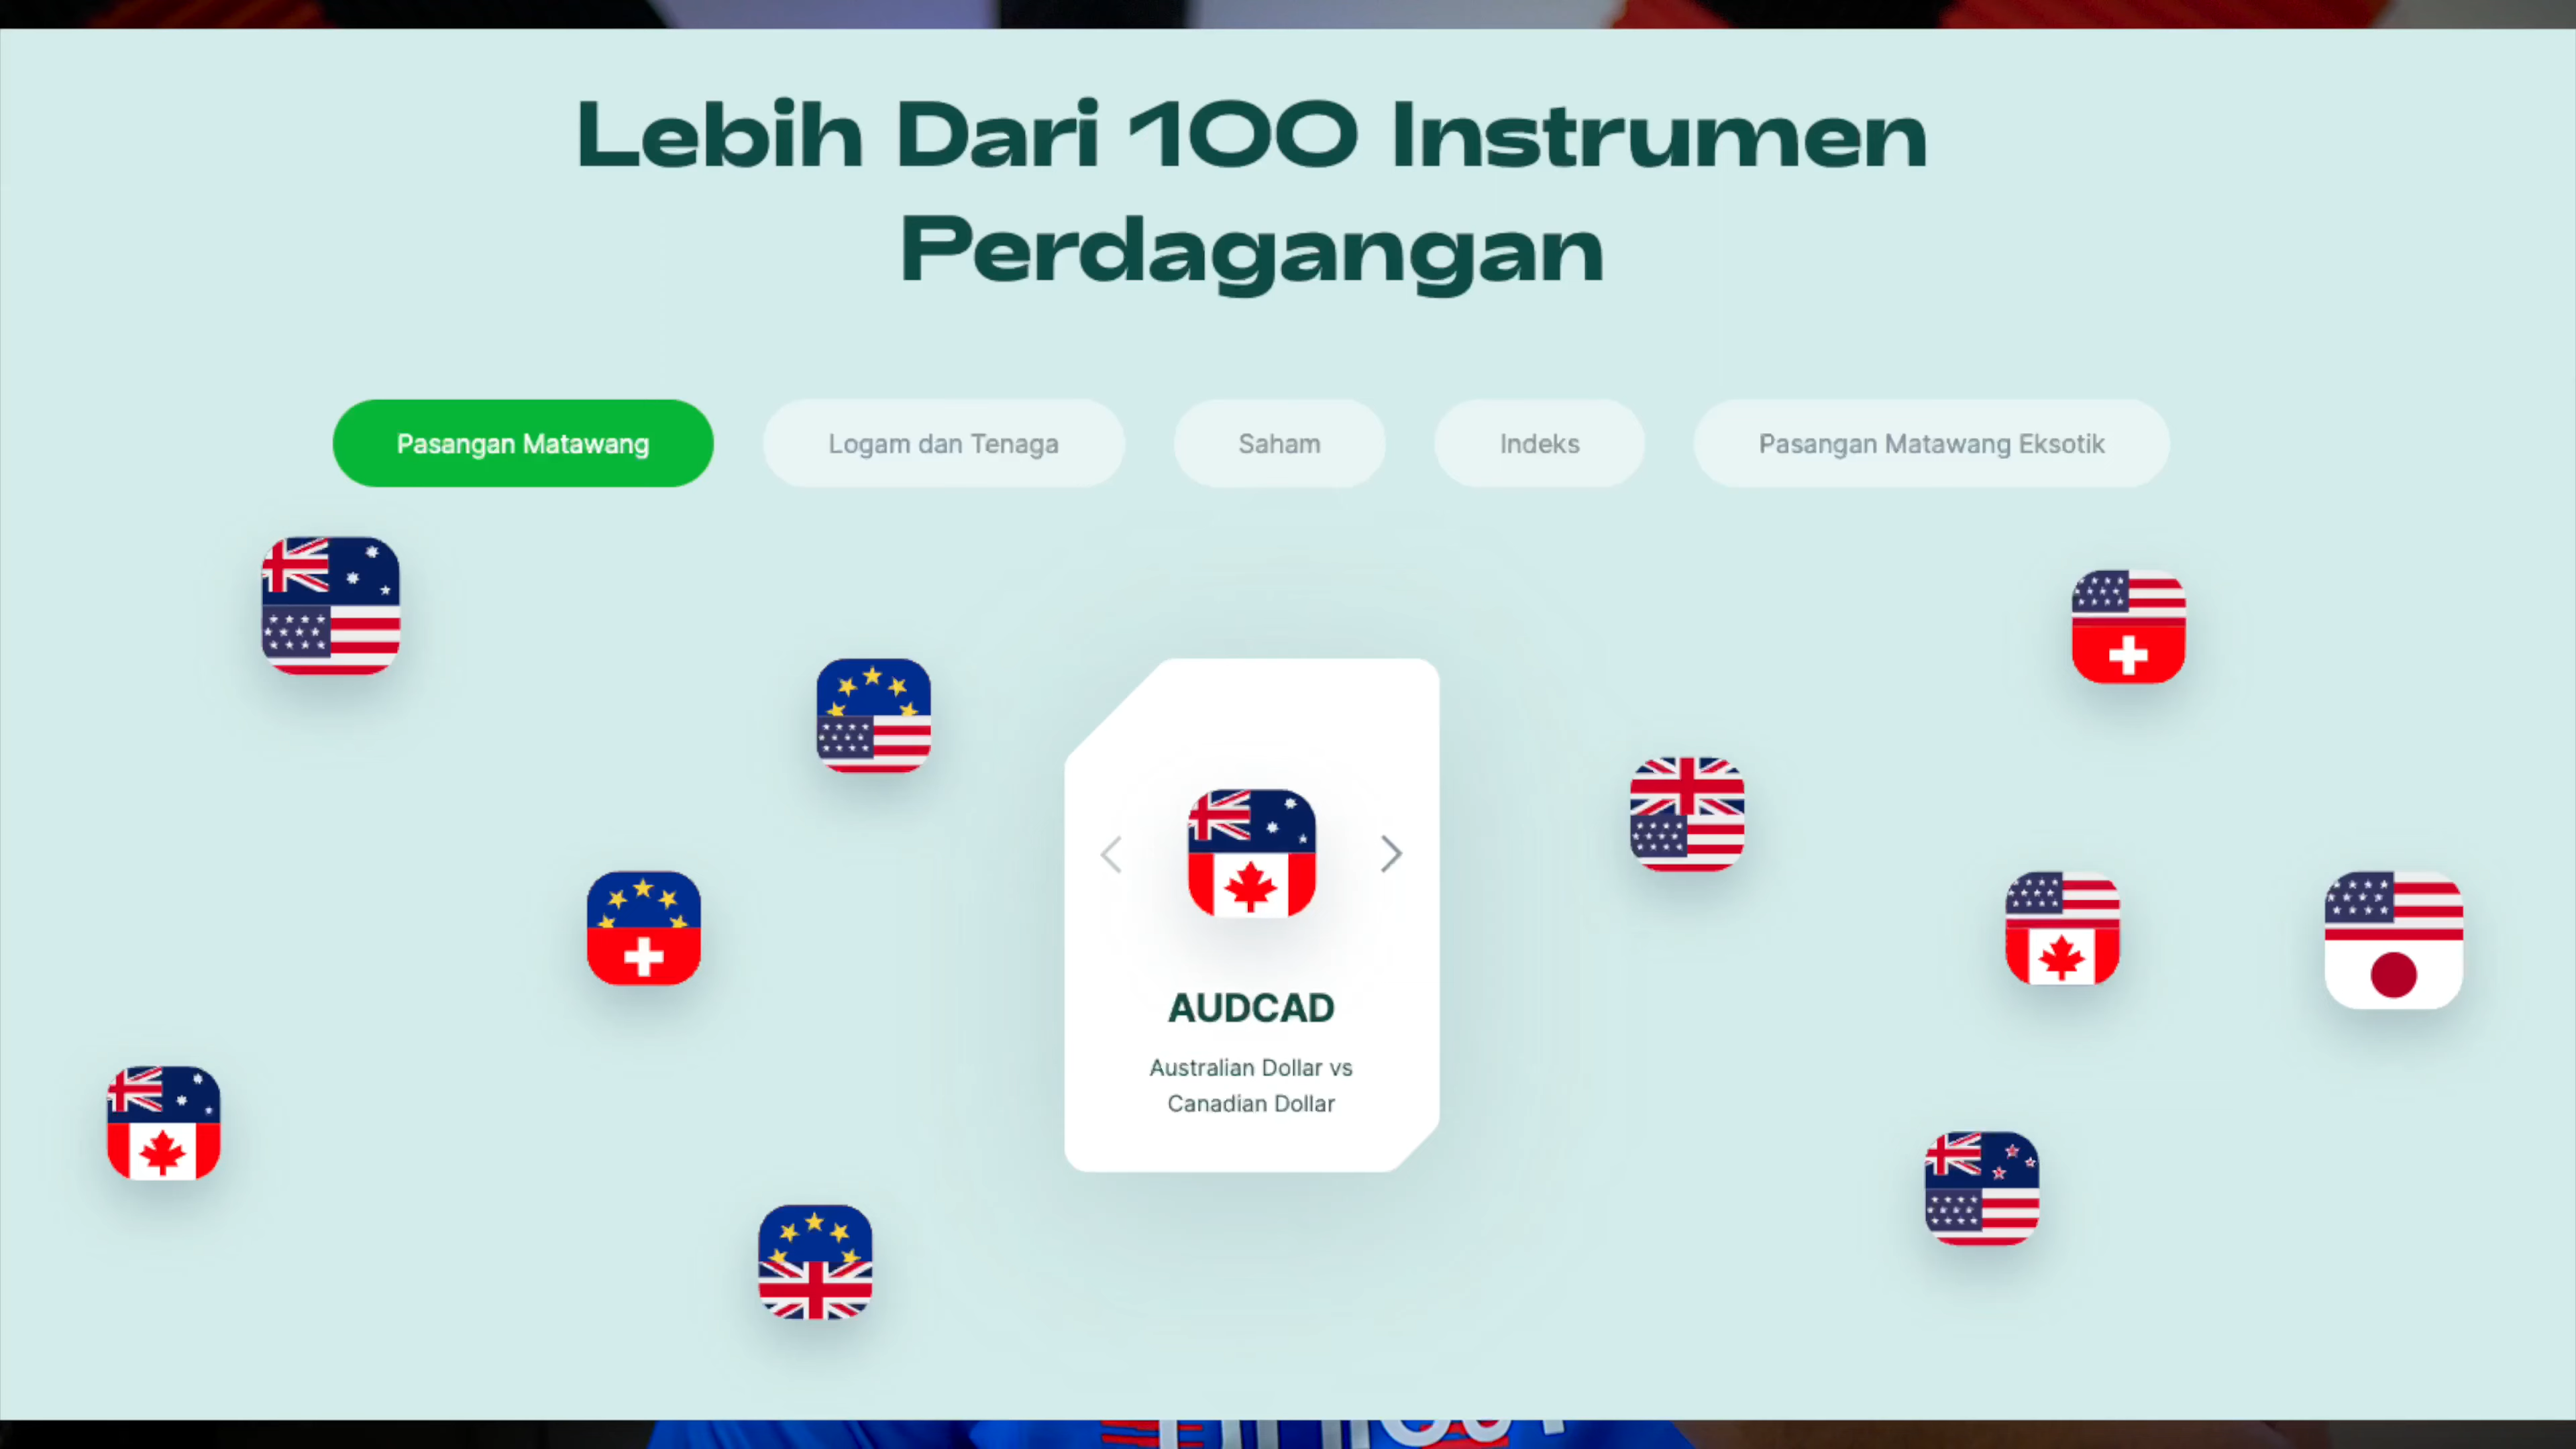 Lebih Dari 100 Instrumen
Perdagangan
Pasangan Matawang
Logam dan Tenaga
Saham
Indeks
Pasangan Matawang Eksotik
AUDCAD
Australian Dollar vs
Canadian Dollar